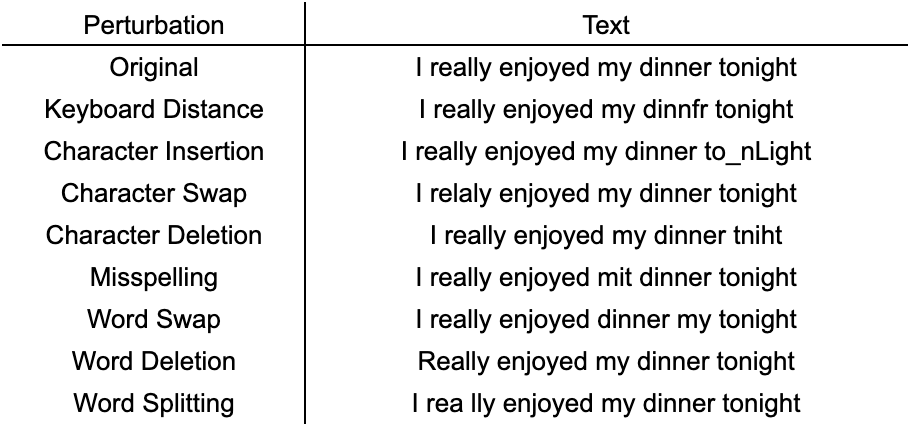 Perturbation Text
Original I really enjoyed my dinner tonight
Keyboard Distance I really enjoyed my dinnfr tonight
Character Insertion I really enjoyed my dinner to_nLight
Character Swap I relaly enjoyed my dinner tonight
Character Deletion I really enjoyed my dinner tniht
Misspelling I really enjoyed mit dinner tonight
Word Swap I really enjoyed dinner my tonight
Word Deletion Really enjoyed my dinner tonight
Word Splitting I rea lly enjoyed my dinner tonight